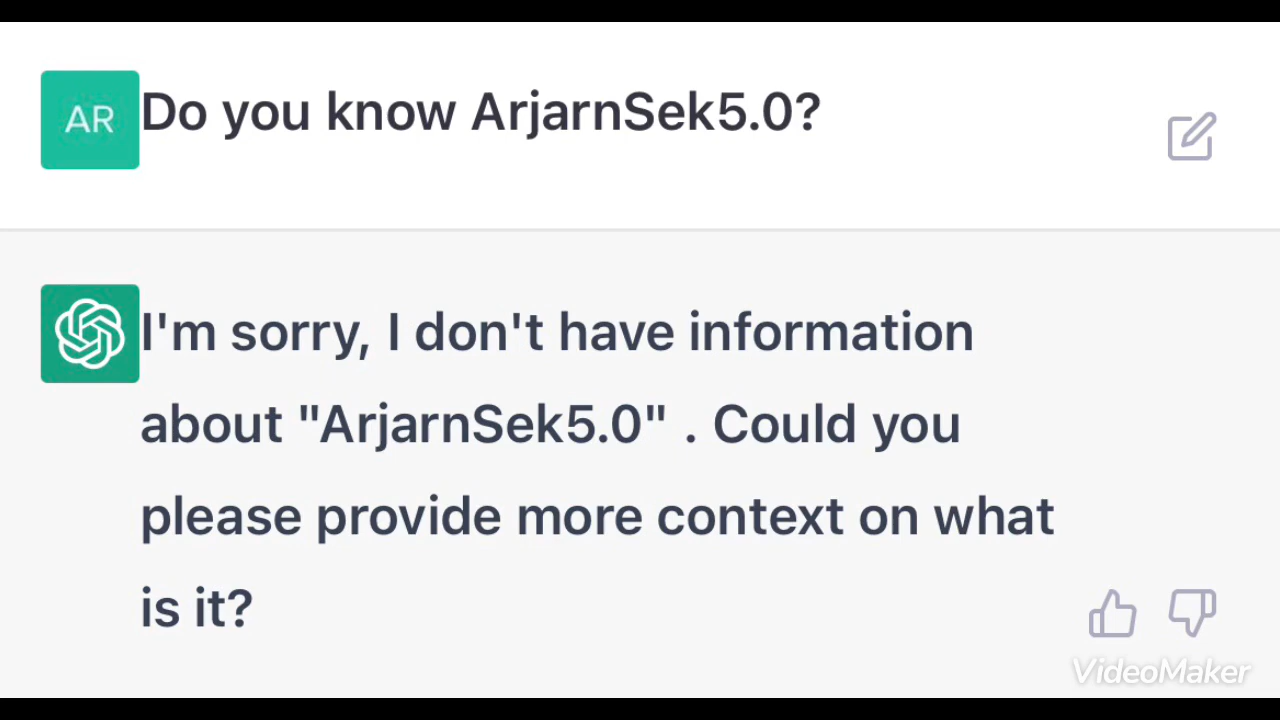 AR
Do you know ArjarnSek5.0?
I'm sorry, I don't have information
about "ArjarnSek5.0" . Could you
please provide more context on what
is it?
VideoMaker